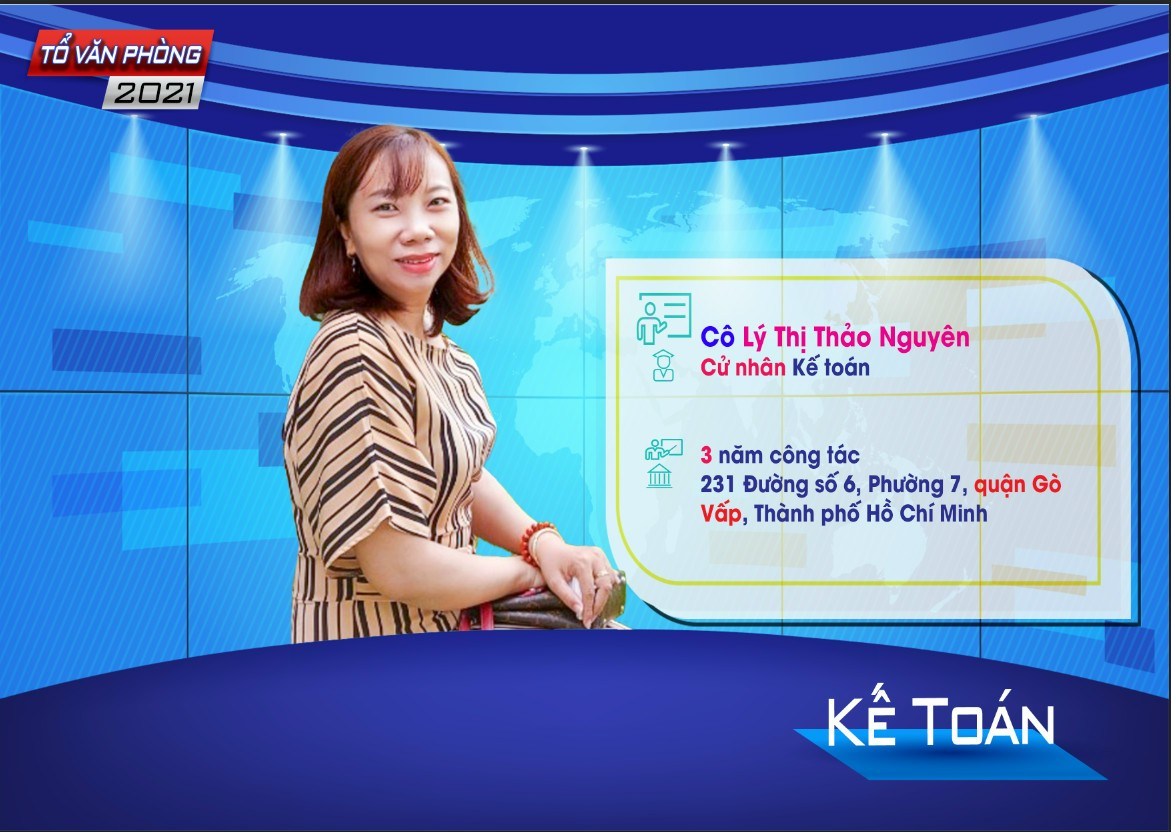 TỔ VĂN PHÒNG
2021
Cô Lý Thị Thảo Nguyên
Cử nhân Kế toán
3 năm công tác
231 Đường số 6, Phường 7, quận Gò
Vấp, Thành phố Hồ Chí Minh
KẾ TOÁN